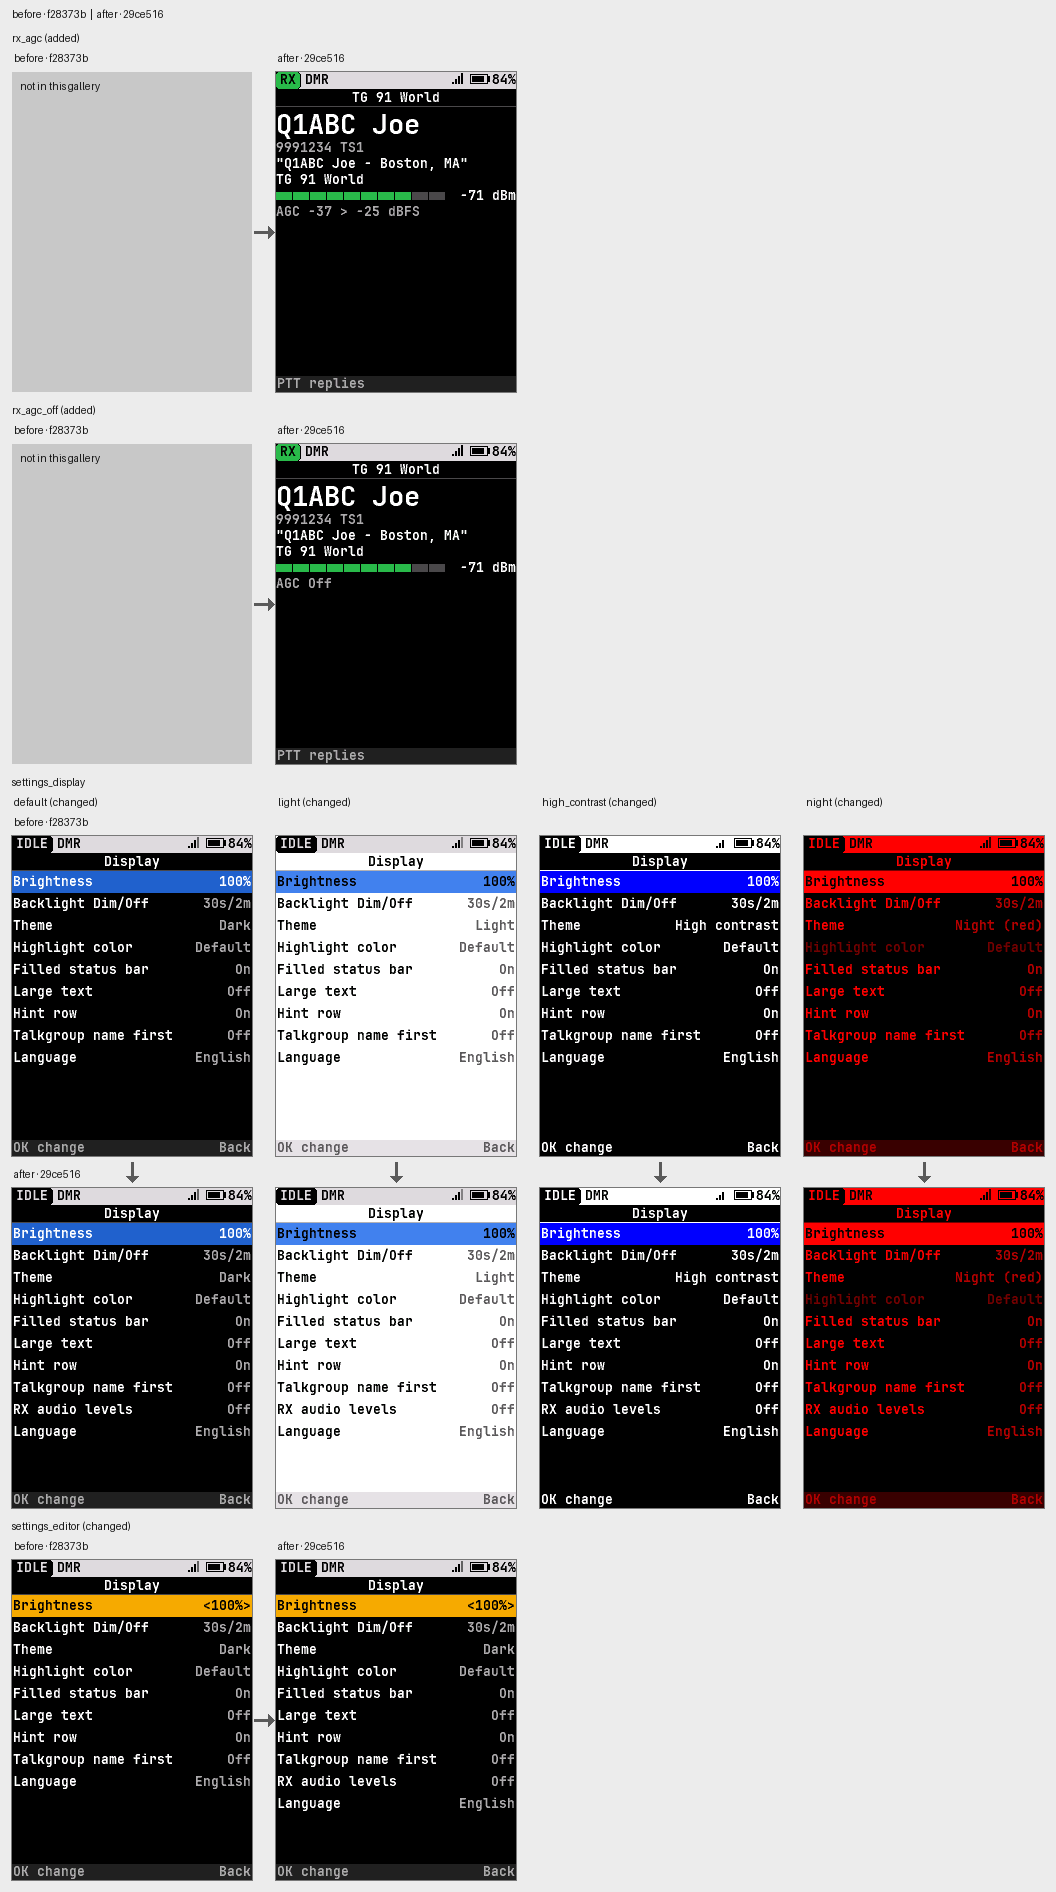 before · f28373b | after · 29ce516
rx_agc (added)
before · f28373b
after · 29ce516
not in this gallery
RX DMR 84%
TG 91 World
Q1ABC Joe
9991234 TS1
"Q1ABC Joe - Boston, MA"
TG 91 World
-71 dBm
AGC -37 > -25 dBFS
PTT replies
rx_agc_off (added)
before · f28373b
after · 29ce516
not in this gallery
RX DMR 84%
TG 91 World
Q1ABC Joe
9991234 TS1
"Q1ABC Joe - Boston, MA"
TG 91 World
-71 dBm
AGC Off
PTT replies
settings_display
default (changed)
light (changed)
high_contrast (changed)
night (changed)
before · f28373b
IDLE DMR 84%
Display
Brightness 100%
Backlight Dim/Off 30s/2m
Theme Dark
Highlight color Default
Filled status bar On
Large text Off
Hint row On
Talkgroup name first Off
Language English
OK change Back
IDLE DMR 84%
Display
Brightness 100%
Backlight Dim/Off 30s/2m
Theme Light
Highlight color Default
Filled status bar On
Large text Off
Hint row On
Talkgroup name first Off
Language English
OK change Back
IDLE DMR 84%
Display
Brightness 100%
Backlight Dim/Off 30s/2m
Theme High contrast
Highlight color Default
Filled status bar On
Large text Off
Hint row On
Talkgroup name first Off
Language English
OK change Back
IDLE DMR 84%
Display
Brightness 100%
Backlight Dim/Off 30s/2m
Theme Night (red)
Highlight color Default
Filled status bar On
Large text Off
Hint row On
Talkgroup name first Off
Language English
OK change Back
after · 29ce516
IDLE DMR 84%
Display
Brightness 100%
Backlight Dim/Off 30s/2m
Theme Dark
Highlight color Default
Filled status bar On
Large text Off
Hint row On
Talkgroup name first Off
RX audio levels Off
Language English
OK change Back
IDLE DMR 84%
Display
Brightness 100%
Backlight Dim/Off 30s/2m
Theme Light
Highlight color Default
Filled status bar On
Large text Off
Hint row On
Talkgroup name first Off
RX audio levels Off
Language English
OK change Back
IDLE DMR 84%
Display
Brightness 100%
Backlight Dim/Off 30s/2m
Theme High contrast
Highlight color Default
Filled status bar On
Large text Off
Hint row On
Talkgroup name first Off
RX audio levels Off
Language English
OK change Back
IDLE DMR 84%
Display
Brightness 100%
Backlight Dim/Off 30s/2m
Theme Night (red)
Highlight color Default
Filled status bar On
Large text Off
Hint row On
Talkgroup name first Off
RX audio levels Off
Language English
OK change Back
settings_editor (changed)
before · f28373b
after · 29ce516
IDLE DMR 84%
Display
Brightness <100%>
Backlight Dim/Off 30s/2m
Theme Dark
Highlight color Default
Filled status bar On
Large text Off
Hint row On
Talkgroup name first Off
Language English
OK change Back
IDLE DMR 84%
Display
Brightness <100%>
Backlight Dim/Off 30s/2m
Theme Dark
Highlight color Default
Filled status bar On
Large text Off
Hint row On
Talkgroup name first Off
RX audio levels Off
Language English
OK change Back